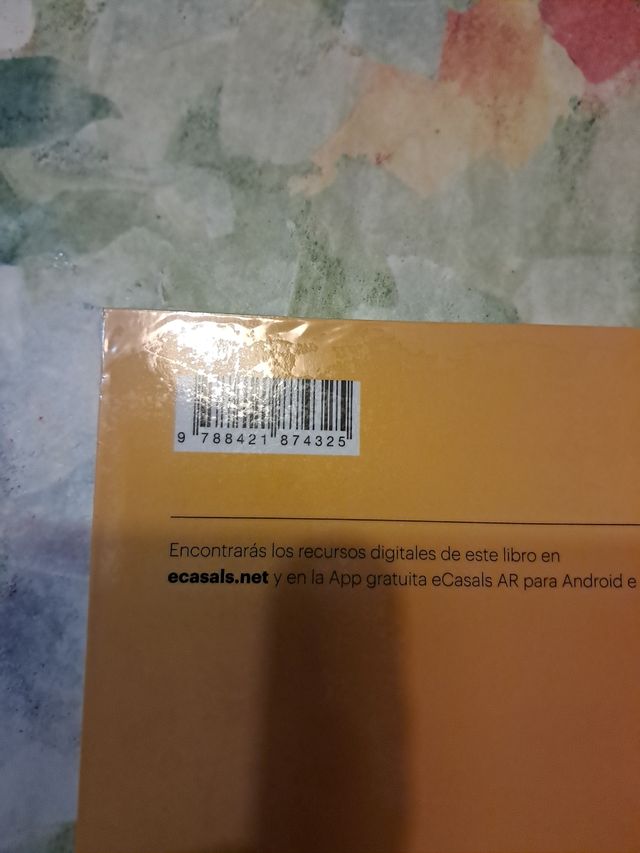 9 788421 874325
Encontrarás los recursos digitales de este libro en
ecasals.net y en la App gratuita eCasals AR para Android e